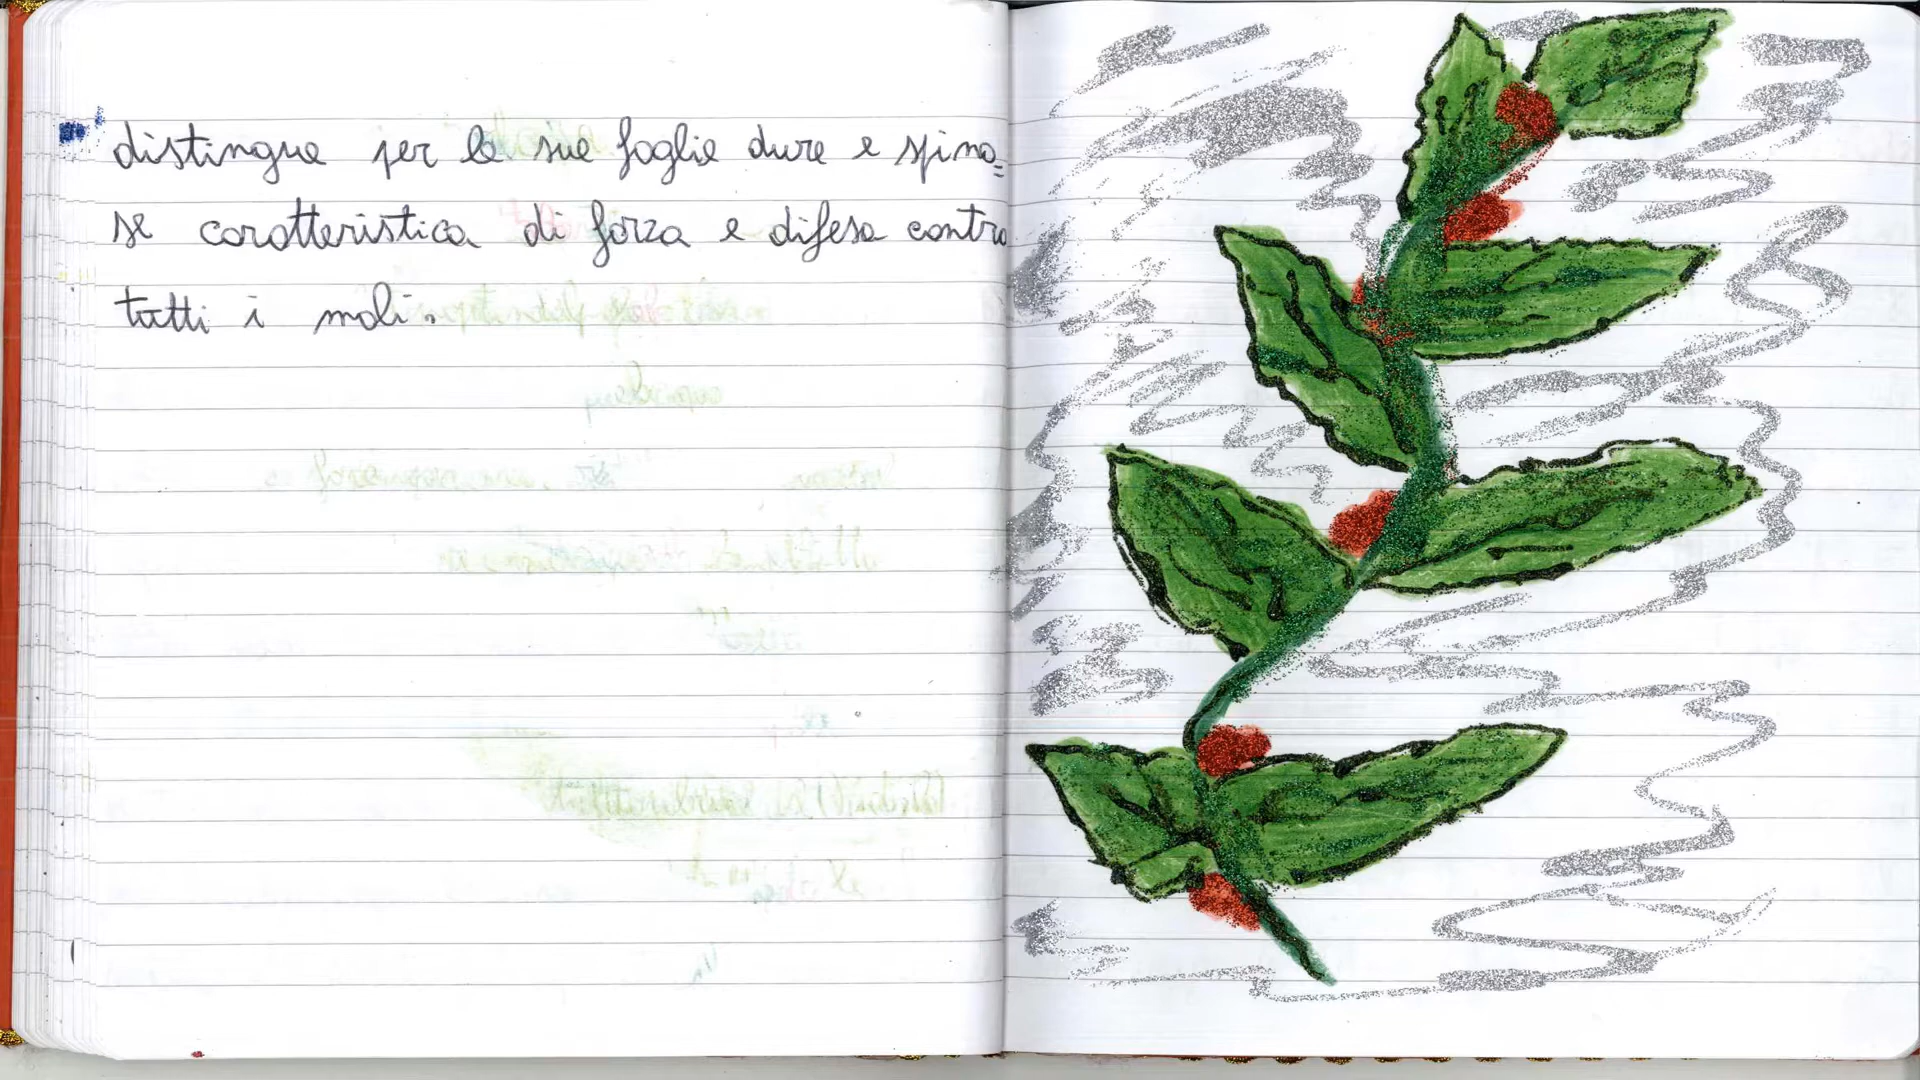 distingue per le sue foglie dure e spino=
se caratteristica di forza e difesa contro
tutti i mali.